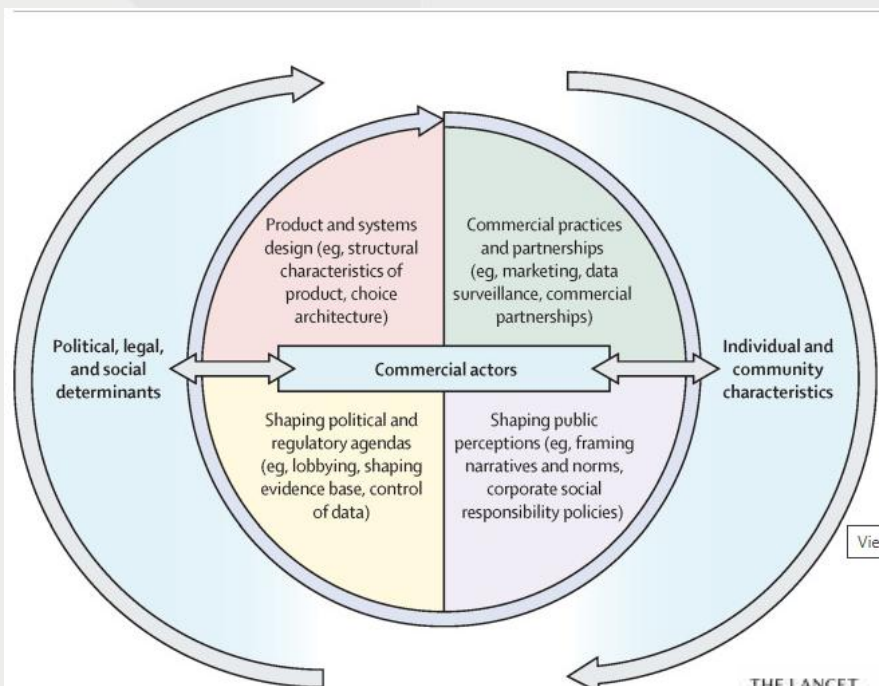 Product and systems
design (eg, structural
characteristics of
product, choice
architecture)
Commercial practices
and partnerships
(eg, marketing, data
surveillance, commercial
partnerships)
Political, legal,
and social
determinants
Commercial actors
Individual and
community
characteristics
Shaping political and
regulatory agendas
(eg, lobbying, shaping
evidence base, control
of data)
Shaping public
perceptions (eg, framing
narratives and norms,
corporate social
responsibility policies)
Vie
THE LANCET